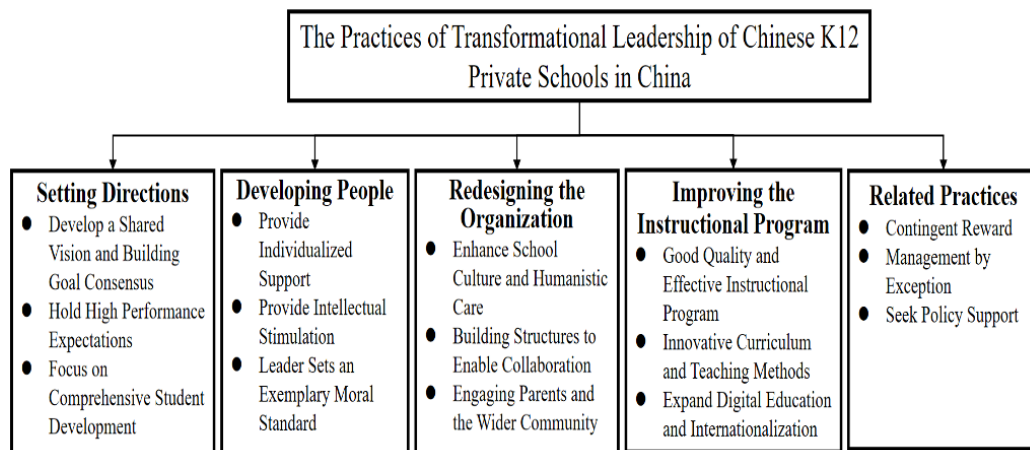 The Practices of Transformational Leadership of Chinese K12
Private Schools in China
Setting Directions
● Develop a Shared
Vision and Building
Goal Consensus
● Hold High Performance
Expectations
● Focus on
Comprehensive Student
Development
Developing People
● Provide
Individualized
Support
● Provide Intellectual
Stimulation
● Leader Sets an
Exemplary Moral
Standard
Redesigning the
Organization
● Enhance School
Culture and Humanistic
Care
● Building Structures to
Enable Collaboration
● Engaging Parents and
the Wider Community
Improving the
Instructional Program
● Good Quality and
Effective Instructional
Program
● Innovative Curriculum
and Teaching Methods
● Expand Digital Education
and Internationalization
Related Practices
● Contingent Reward
● Management by
Exception
● Seek Policy Support